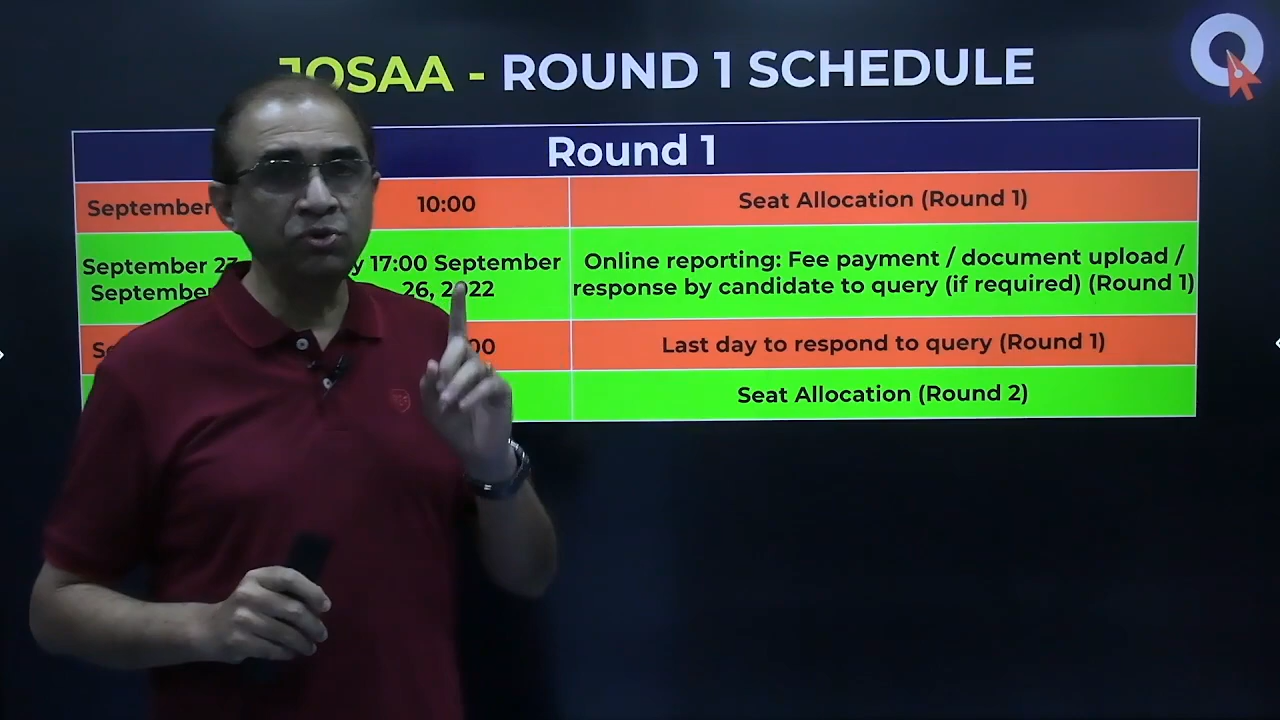 JOSAA - ROUND 1 SCHEDULE
Round 1
September 10:00 Seat Allocation (Round 1)
September 23 17:00 September Online reporting: Fee payment / document upload /
September 26, 2022 response by candidate to query (if required) (Round 1)
Last day to respond to query (Round 1)
Seat Allocation (Round 2)